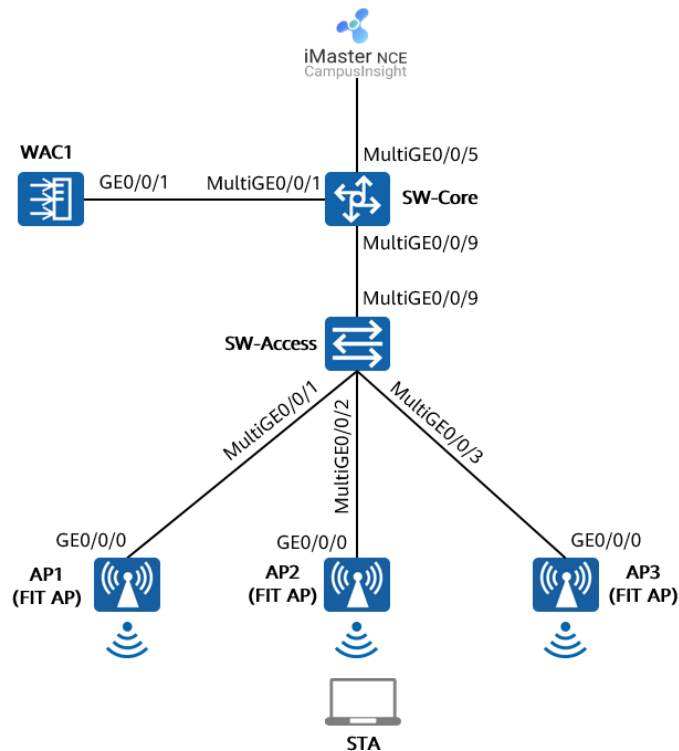 iMaster NCE
CampusInsight
MultiGE0/0/5
WAC1
GE0/0/1
MultiGE0/0/1
SW-Core
MultiGE0/0/9
MultiGE0/0/9
SW-Access
MultiGE0/0/1
MultiGE0/0/2
MultiGE0/0/3
GE0/0/0
GE0/0/0
GE0/0/0
AP1
(FIT AP)
AP2
(FIT AP)
AP3
(FIT AP)
STA